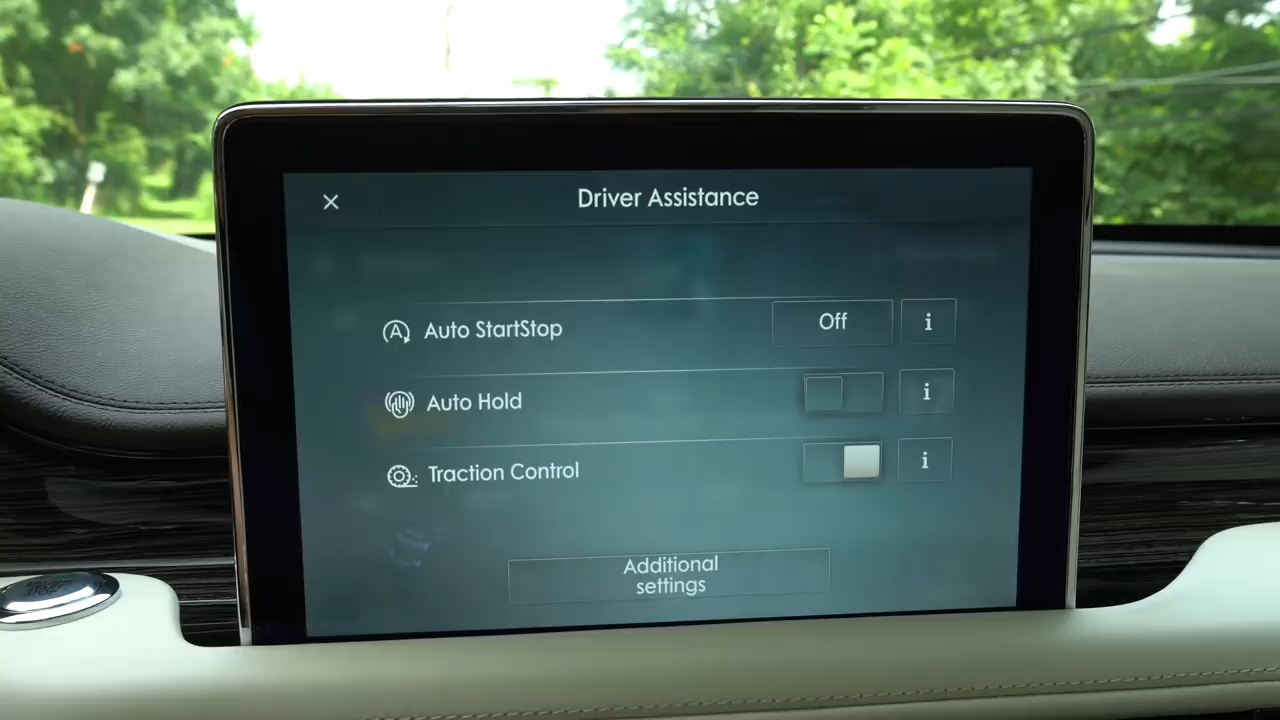 Driver Assistance
Auto StartStop
Off
i
Auto Hold
i
Traction Control
i
Additional
settings